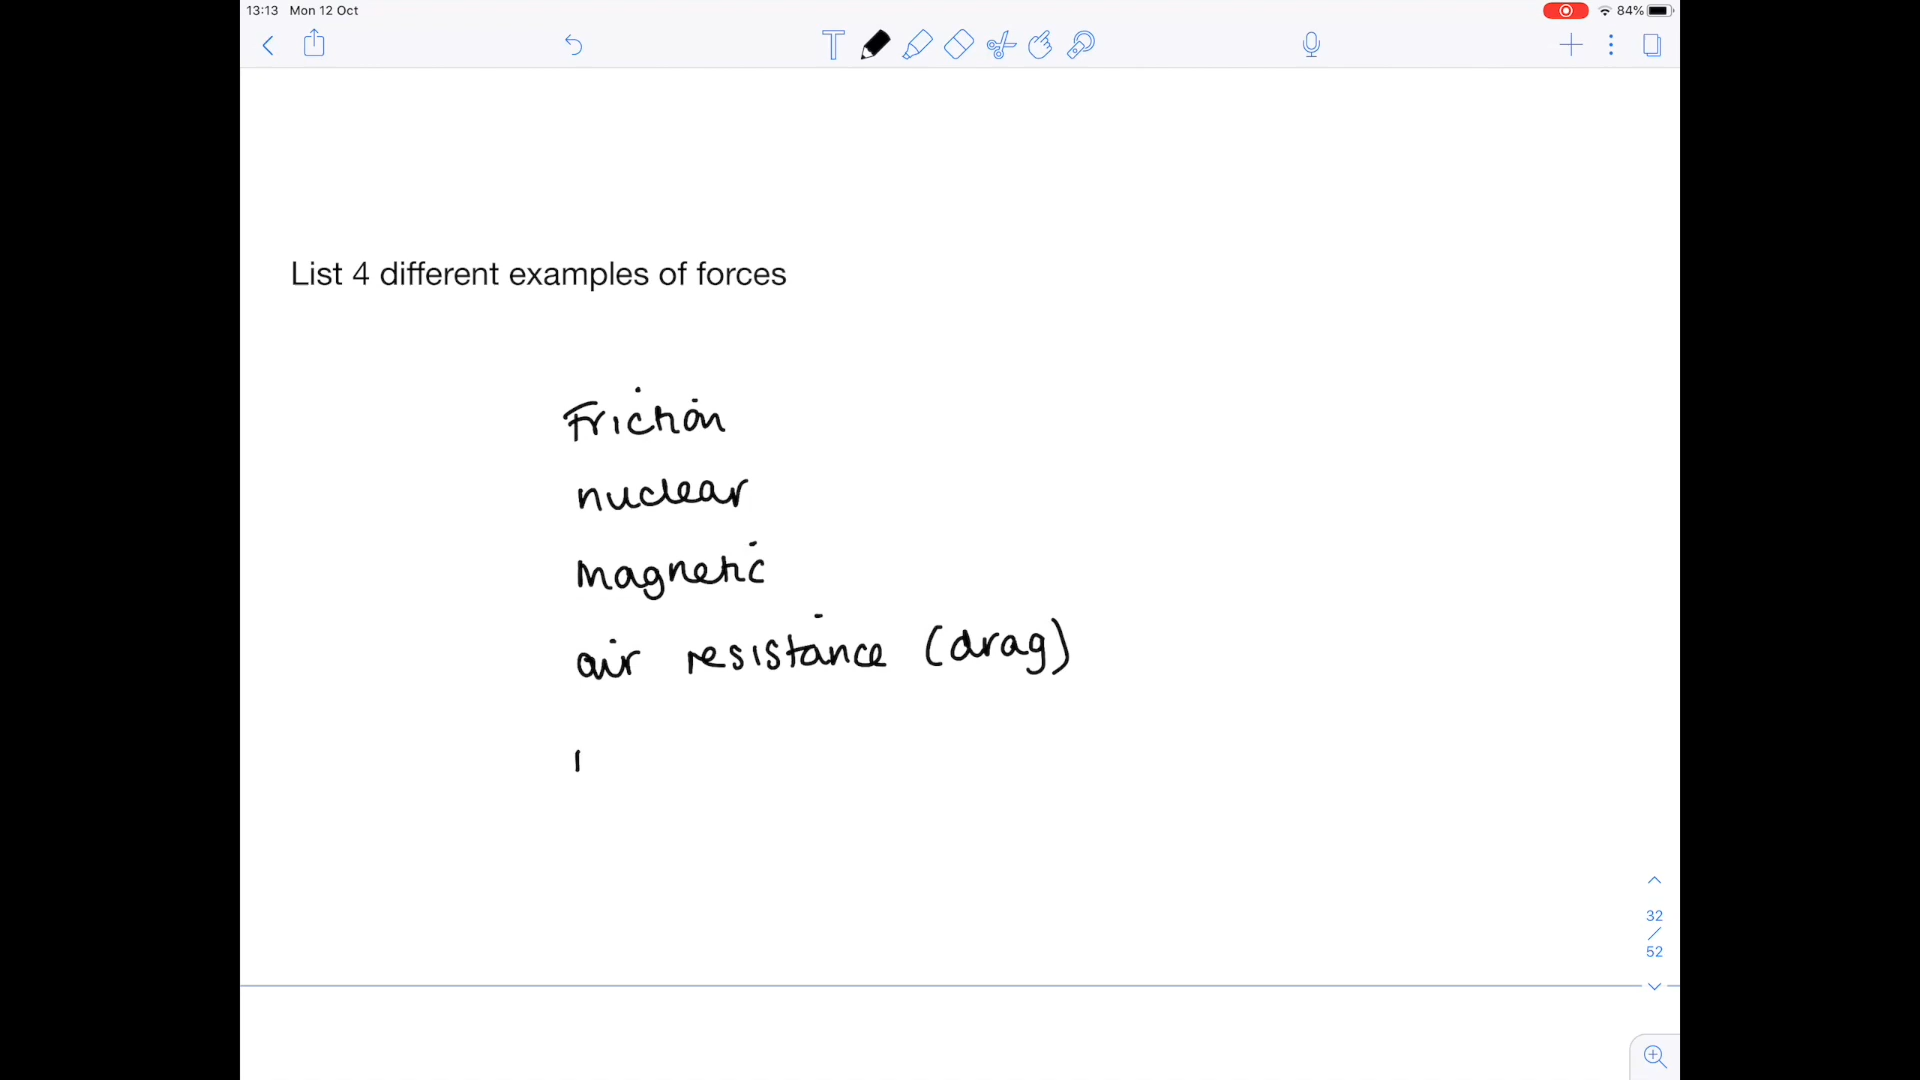 13:13 Mon 12 Oct 84%
List 4 different examples of forces
Friction
nuclear
magnetic
air resistance (drag)
32
/
52